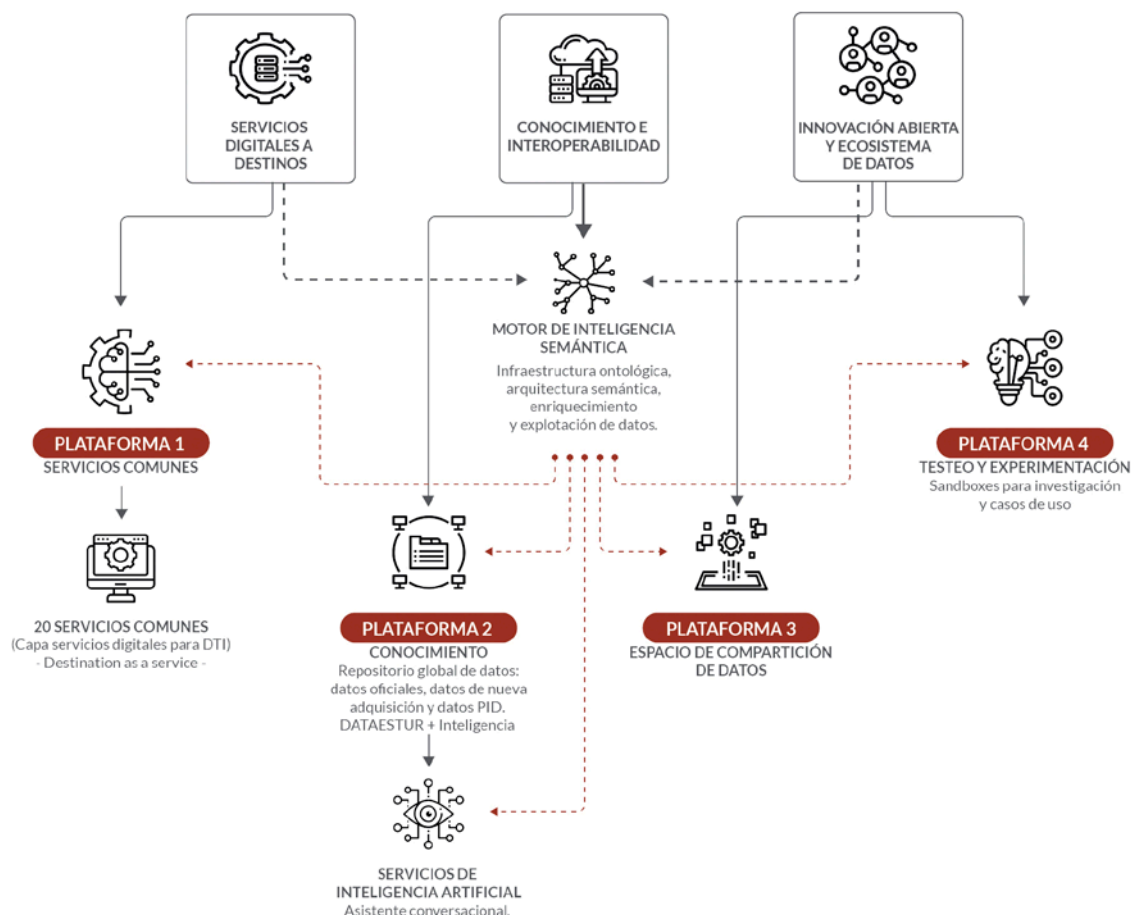 SERVICIOS
DIGITALES A
DESTINOS
CONOCIMIENTO E
INTEROPERABILIDAD
INNOVACIÓN ABIERTA
Y ECOSISTEMA
DE DATOS
MOTOR DE INTELIGENCIA
SEMÁNTICA
Infraestructura ontológica,
arquitectura semántica,
enriquecimiento
y explotación de datos.
PLATAFORMA 1
SERVICIOS COMUNES
20 SERVICIOS COMUNES
(Capa servicios digitales para DTI)
- Destination as a service -
PLATAFORMA 2
CONOCIMIENTO
Repositorio global de datos:
datos oficiales, datos de nueva
adquisición y datos PID.
DATAESTUR + Inteligencia
SERVICIOS DE
INTELIGENCIA ARTIFICIAL
Asistente conversacional.
PLATAFORMA 3
ESPACIO DE COMPARTICIÓN
DE DATOS
PLATAFORMA 4
TESTEO Y EXPERIMENTACIÓN
Sandboxes para investigación
y casos de uso